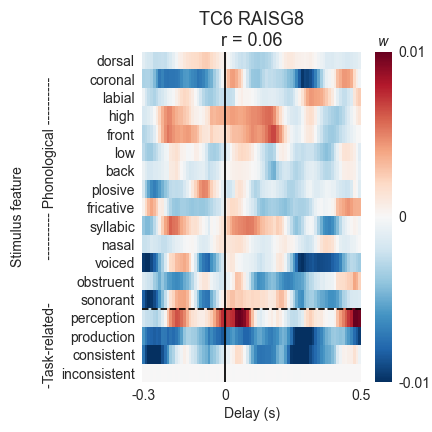 TC6 RAISG8
r = 0.06
w
Stimulus feature
---------- Phonological ----------
-Task-related-
dorsal
coronal
labial
high
front
low
back
plosive
fricative
syllabic
nasal
voiced
obstruent
sonorant
perception
production
consistent
inconsistent
-0.3
0
0.5
Delay (s)
0.01
0
-0.01